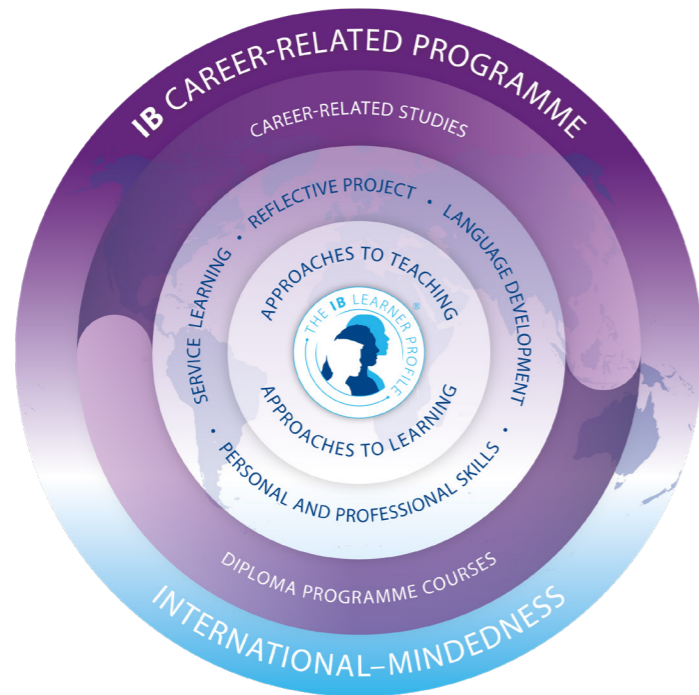 IB CAREER-RELATED PROGRAMME
CAREER-RELATED STUDIES
SERVICE LEARNING • REFLECTIVE PROJECT • LANGUAGE DEVELOPMENT •
APPROACHES TO TEACHING
THE IB LEARNER PROFILE ®
APPROACHES TO LEARNING
• PERSONAL AND PROFESSIONAL SKILLS
DIPLOMA PROGRAMME COURSES
INTERNATIONAL–MINDEDNESS